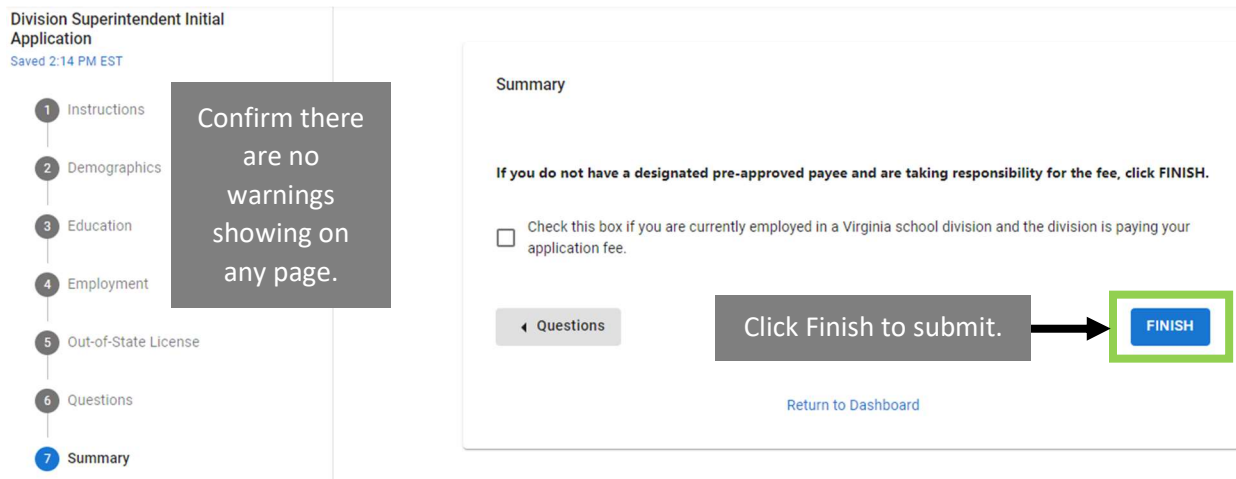 Division Superintendent Initial
Application
Saved 2:14 PM EST
1 Instructions
2 Demographics
3 Education
4 Employment
5 Out-of-State License
6 Questions
7 Summary
Confirm there
are no
warnings
showing on
any page.
Summary
If you do not have a designated pre-approved payee and are taking responsibility for the fee, click FINISH.
Check this box if you are currently employed in a Virginia school division and the division is paying your
application fee.
Questions
Click Finish to submit.
FINISH
Return to Dashboard